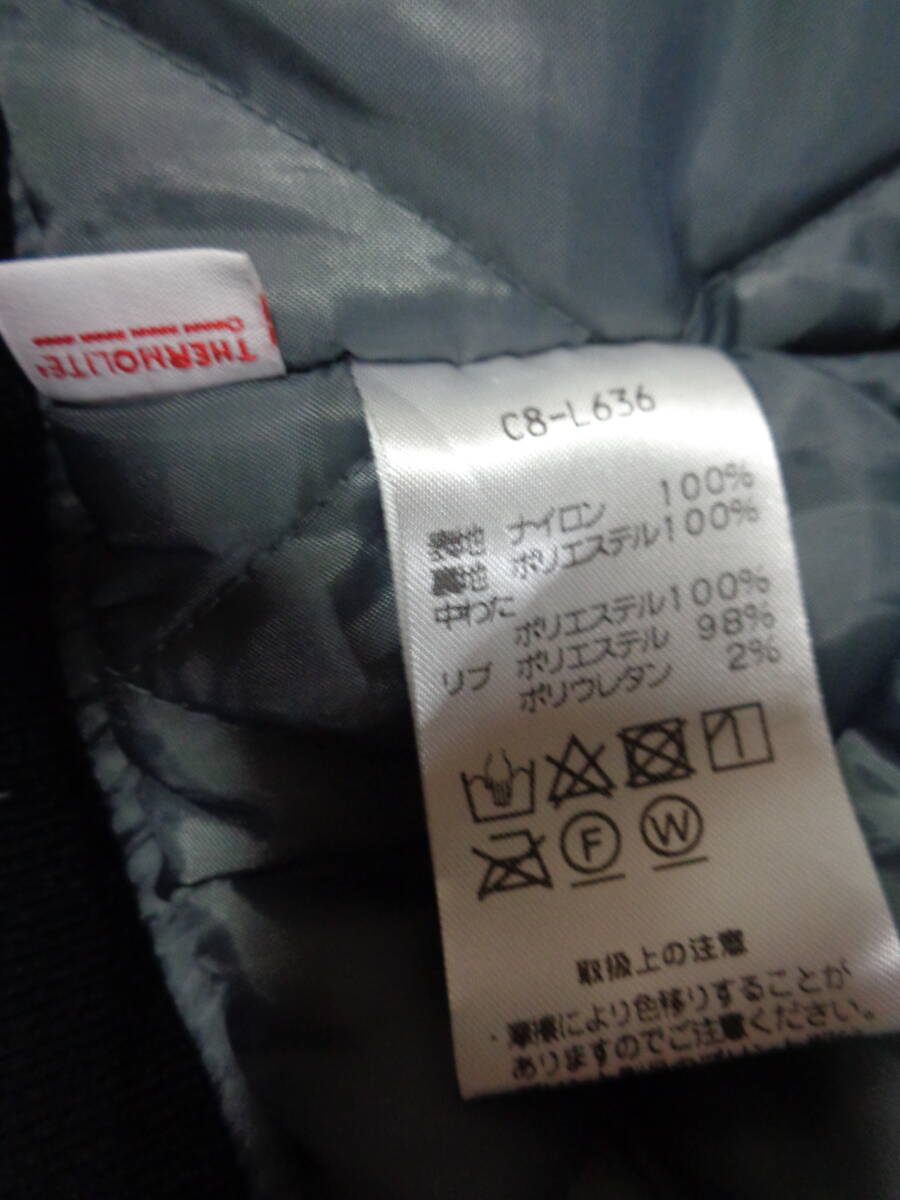 THERMOLITE
C8-L636
表地 ナイロン 100%
裏地 ポリエステル100%
中わた
ポリエステル100%
リブ ポリエステル 98%
ポリウレタン 2%
F W
取扱上の注意
・摩擦により色移りすることが
ありますのでご注意ください。